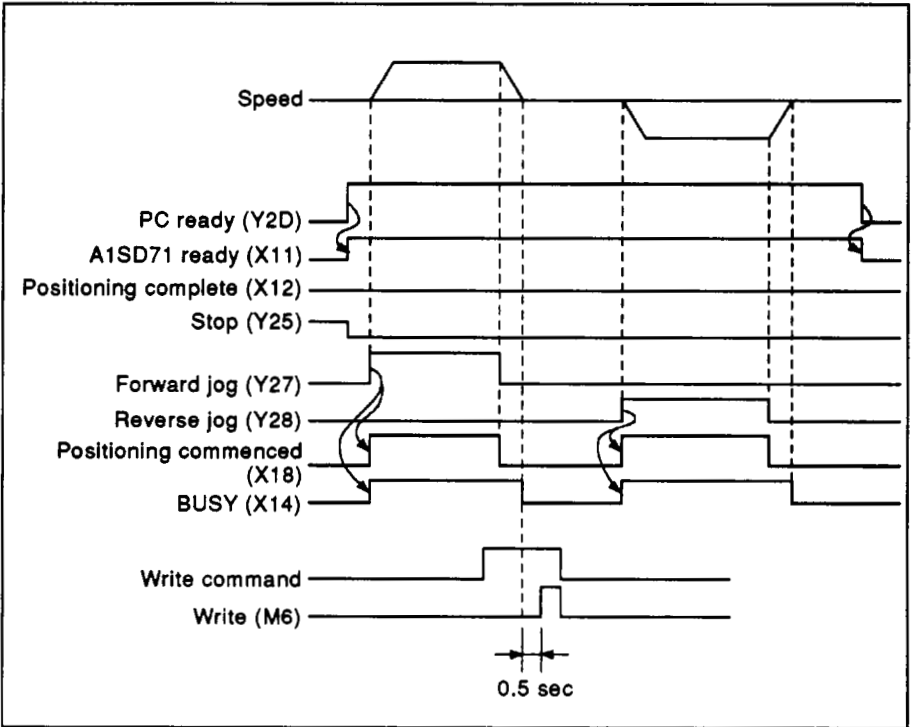 Speed
PC ready (Y2D)
A1SD71 ready (X11)
Positioning complete (X12)
Stop (Y25)
Forward jog (Y27)
Reverse jog (Y28)
Positioning commenced
(X18)
BUSY (X14)
Write command
Write (M6)
0.5 sec